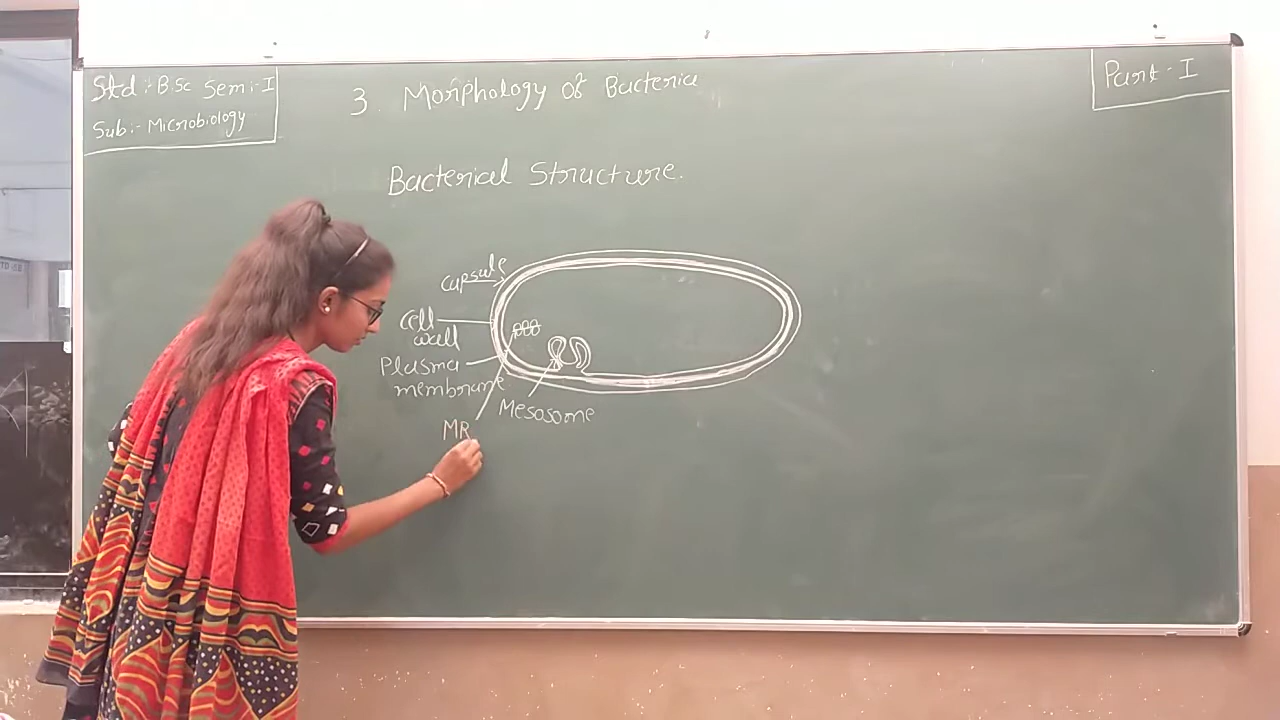 Std :- B.Sc Sem :- I
Sub :- Microbiology
3. Morphology of Bacteria
Part - I
Bacterial Structure.
capsule
cell
wall
Plasma
membrane
Mesosome
MR